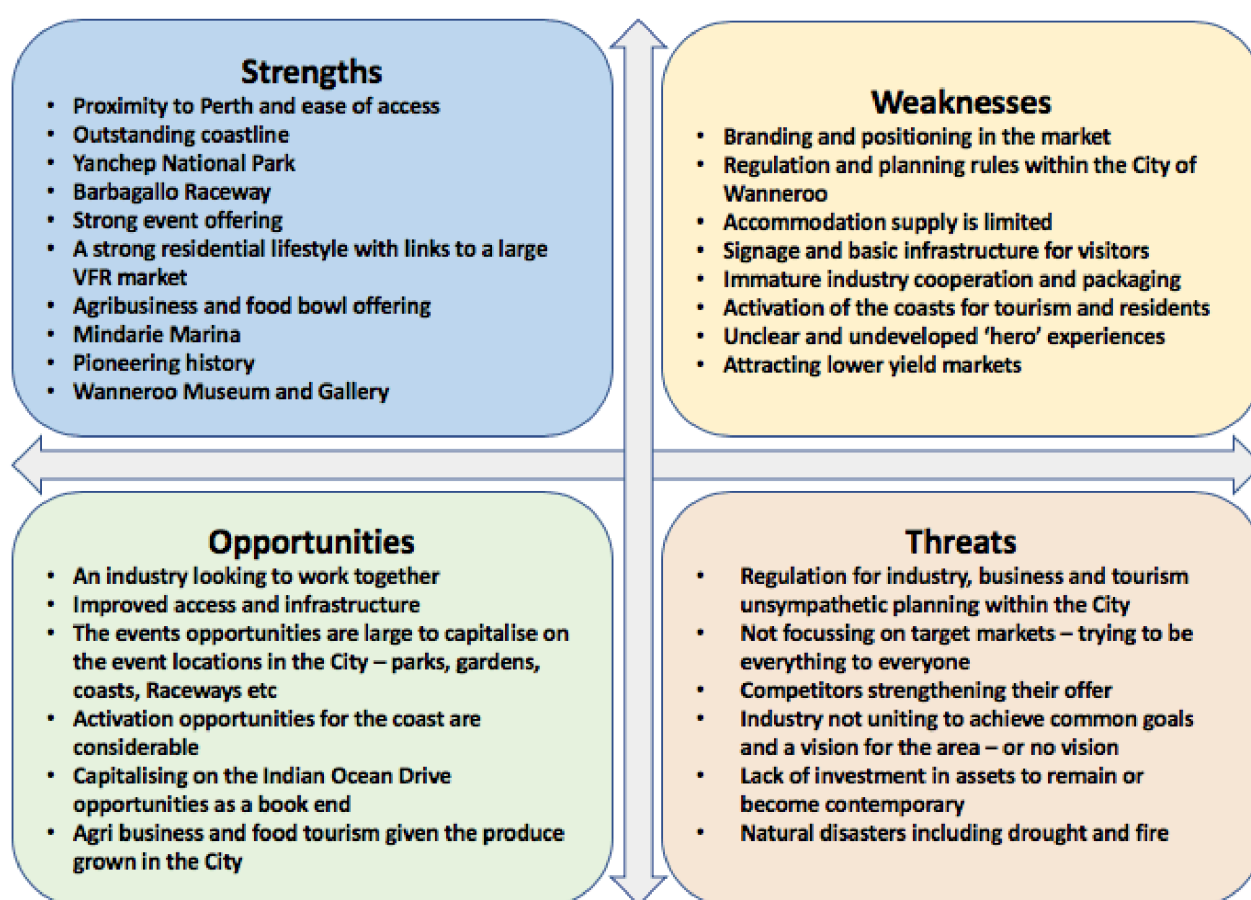 Strengths
• Proximity to Perth and ease of access
• Outstanding coastline
• Yanchep National Park
• Barbagallo Raceway
• Strong event offering
• A strong residential lifestyle with links to a large
VFR market
• Agribusiness and food bowl offering
• Mindarie Marina
• Pioneering history
• Wanneroo Museum and Gallery
Weaknesses
• Branding and positioning in the market
• Regulation and planning rules within the City of
Wanneroo
• Accommodation supply is limited
• Signage and basic infrastructure for visitors
• Immature industry cooperation and packaging
• Activation of the coasts for tourism and residents
• Unclear and undeveloped ‘hero’ experiences
• Attracting lower yield markets
Opportunities
• An industry looking to work together
• Improved access and infrastructure
• The events opportunities are large to capitalise on
the event locations in the City – parks, gardens,
coasts, Raceways etc
• Activation opportunities for the coast are
considerable
• Capitalising on the Indian Ocean Drive
opportunities as a book end
• Agri business and food tourism given the produce
grown in the City
Threats
• Regulation for industry, business and tourism
unsympathetic planning within the City
• Not focussing on target markets – trying to be
everything to everyone
• Competitors strengthening their offer
• Industry not uniting to achieve common goals
and a vision for the area – or no vision
• Lack of investment in assets to remain or
become contemporary
• Natural disasters including drought and fire